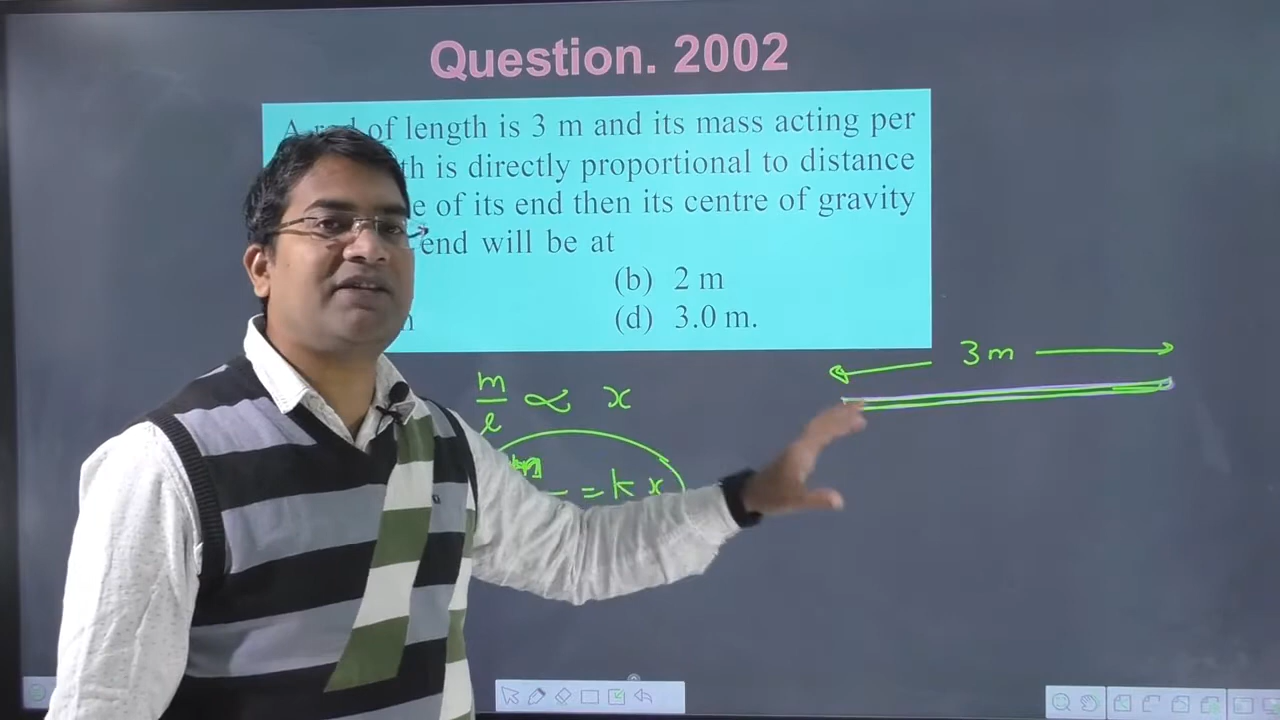 Question. 2002
of length is 3 m and its mass acting per
is directly proportional to distance
of its end then its centre of gravity
end will be at
(b) 2 m
(d) 3.0 m.
3 m
m
l ∝ x
= k x